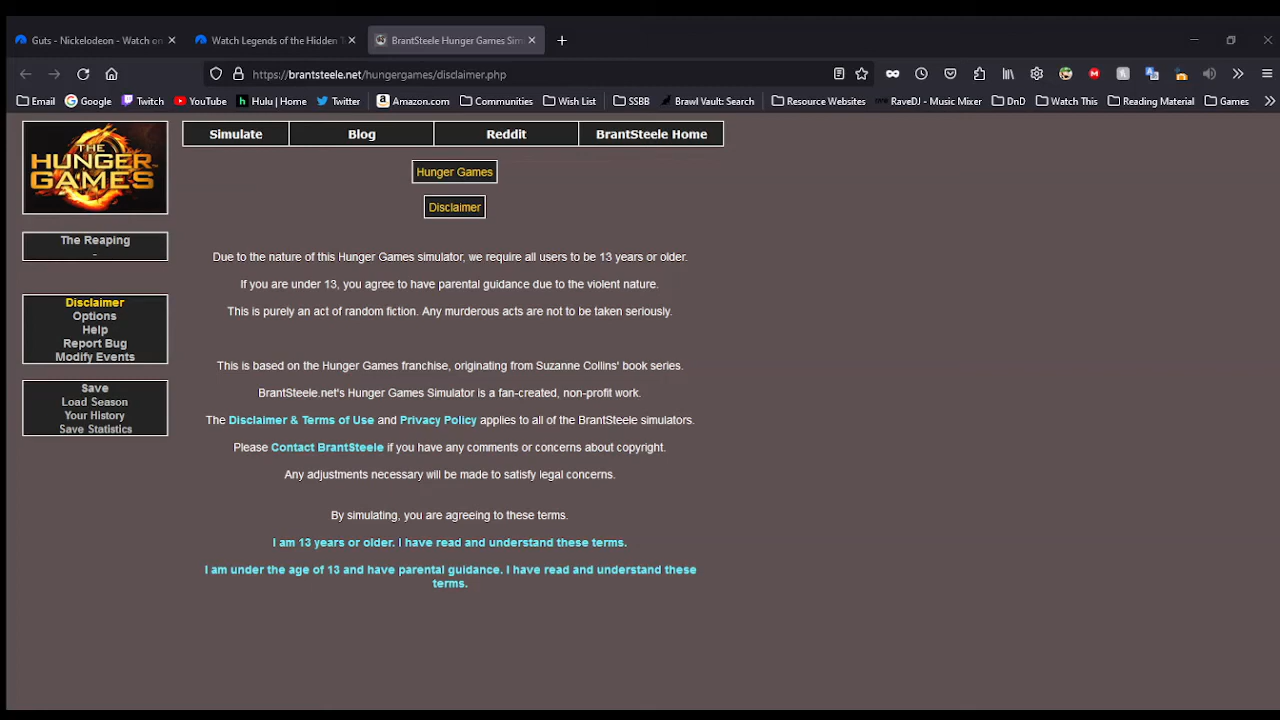 Guts - Nickelodeon - Watch on
Watch Legends of the Hidden T
BrantSteele Hunger Games Sim
https://brantsteele.net/hungergames/disclaimer.php
Email
Google
Twitch
YouTube
Hulu | Home
Twitter
Amazon.com
Communities
Wish List
SSBB
Brawl Vault: Search
Resource Websites
RaveDJ - Music Mixer
DnD
Watch This
Reading Material
Games
THE
HUNGER
GAMES
Simulate
Blog
Reddit
BrantSteele Home
Hunger Games
Disclaimer
The Reaping
-
Disclaimer
Options
Help
Report Bug
Modify Events
Save
Load Season
Your History
Save Statistics
Due to the nature of this Hunger Games simulator, we require all users to be 13 years or older.
If you are under 13, you agree to have parental guidance due to the violent nature.
This is purely an act of random fiction. Any murderous acts are not to be taken seriously.
This is based on the Hunger Games franchise, originating from Suzanne Collins' book series.
BrantSteele.net's Hunger Games Simulator is a fan-created, non-profit work.
The Disclaimer & Terms of Use and Privacy Policy applies to all of the BrantSteele simulators.
Please Contact BrantSteele if you have any comments or concerns about copyright.
Any adjustments necessary will be made to satisfy legal concerns.
By simulating, you are agreeing to these terms.
I am 13 years or older. I have read and understand these terms.
I am under the age of 13 and have parental guidance. I have read and understand these
terms.